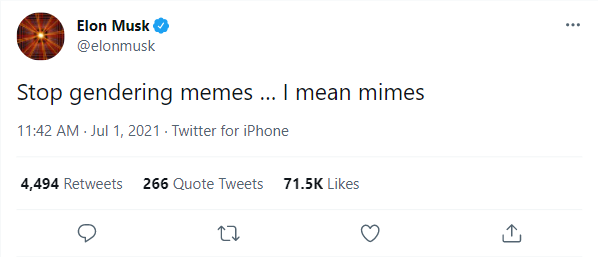 Elon Musk
@elonmusk
Stop gendering memes ... I mean mimes
11:42 AM · Jul 1, 2021 · Twitter for iPhone
4,494 Retweets 266 Quote Tweets 71.5K Likes